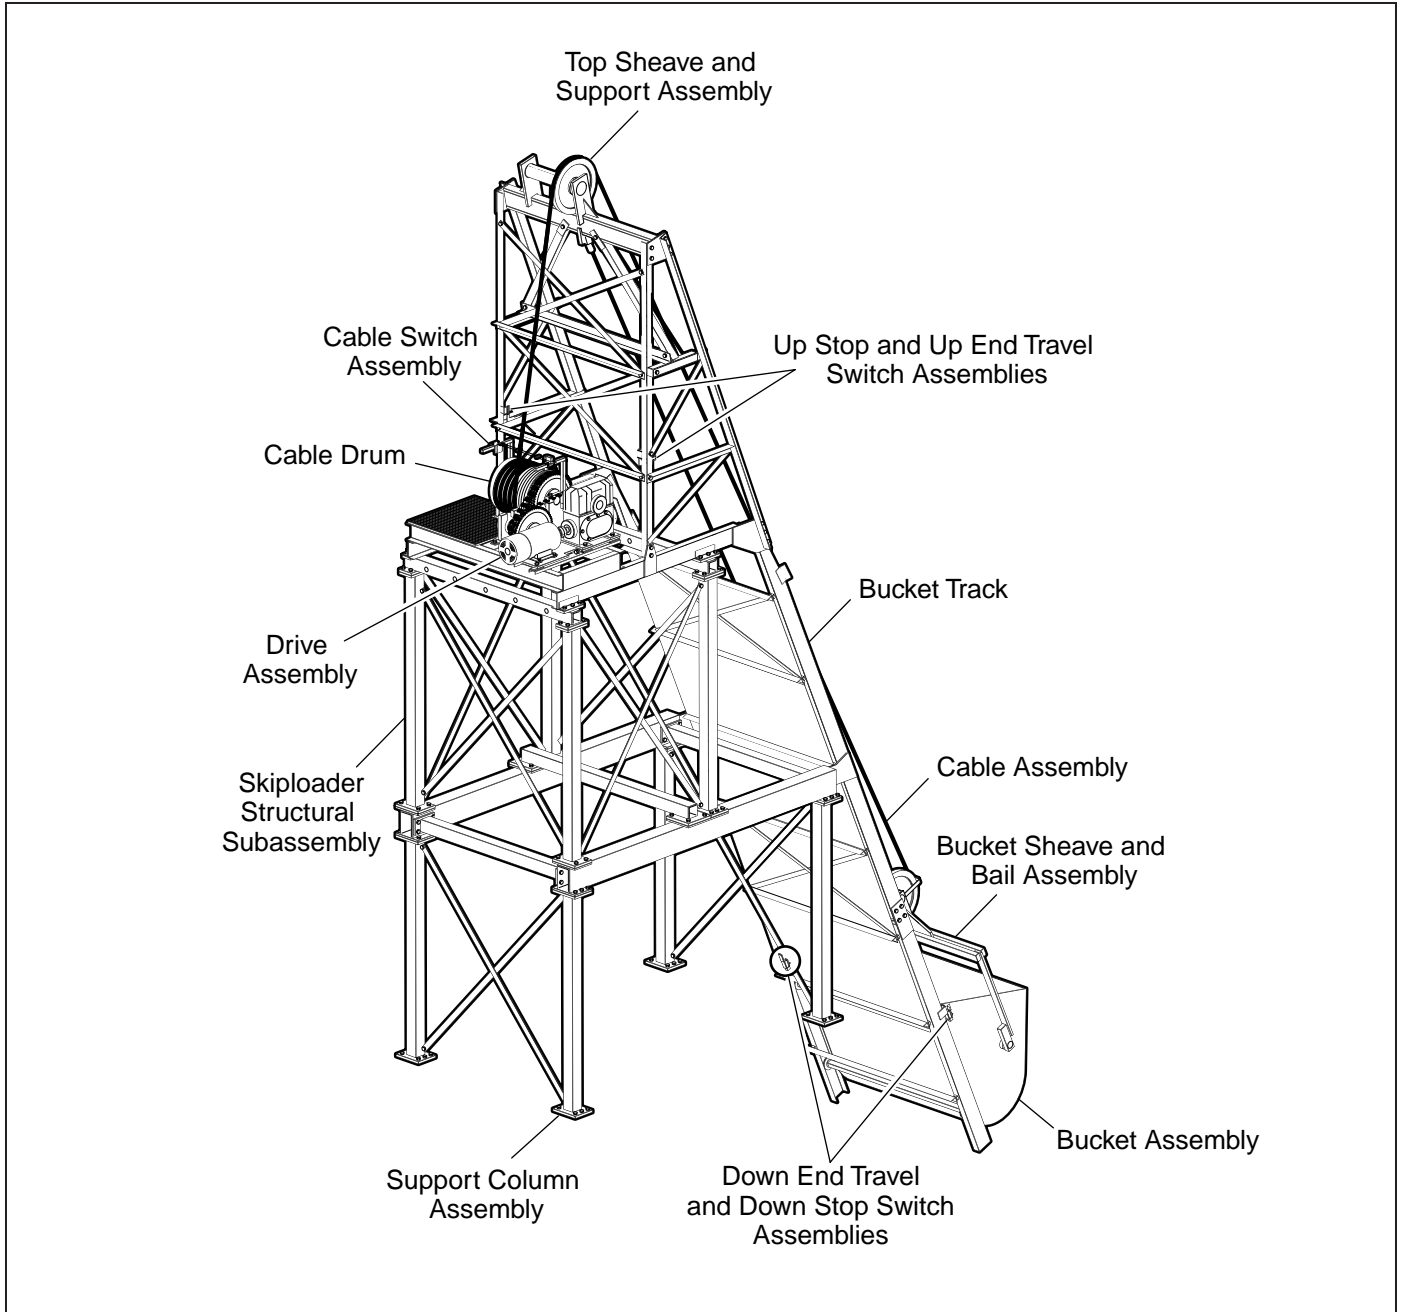 Top Sheave and
Support Assembly
Cable Switch
Assembly
Up Stop and Up End Travel
Switch Assemblies
Cable Drum
Bucket Track
Drive
Assembly
Cable Assembly
Skiploader
Structural
Subassembly
Bucket Sheave and
Bail Assembly
Bucket Assembly
Support Column
Assembly
Down End Travel
and Down Stop Switch
Assemblies